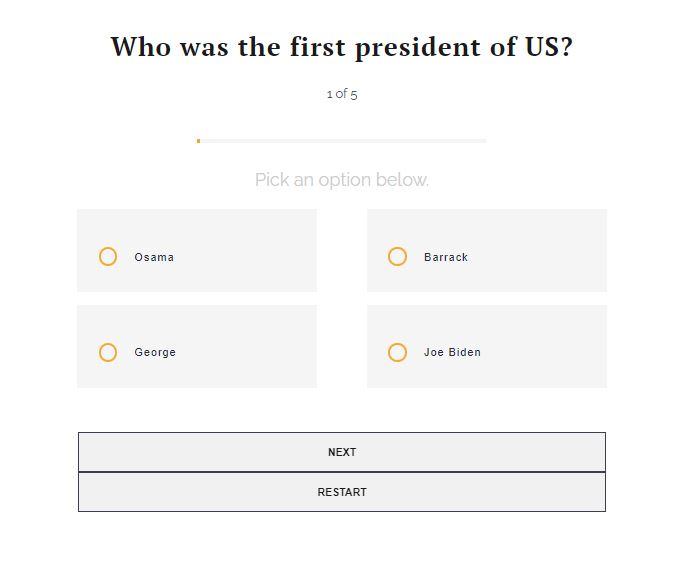 Who was the first president of US?
1 of 5
Pick an option below.
Osama
Barrack
George
Joe Biden
NEXT
RESTART